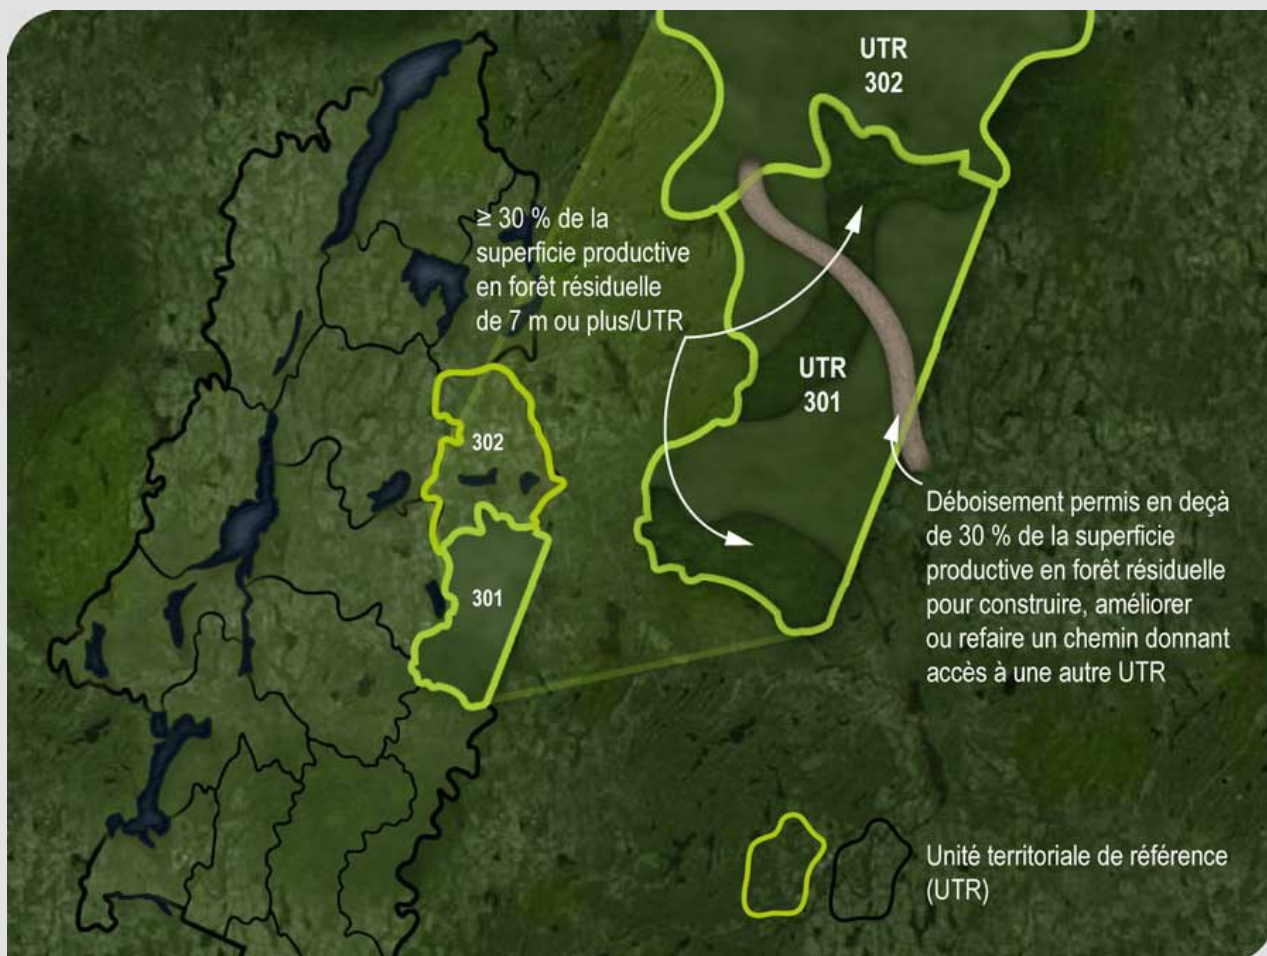 UTR
302
≥ 30 % de la
superficie productive
en forêt résiduelle
de 7 m ou plus/UTR
UTR
301
302
301
Déboisement permis en deçà
de 30 % de la superficie
productive en forêt résiduelle
pour construire, améliorer
ou refaire un chemin donnant
accès à une autre UTR
Unité territoriale de référence
(UTR)